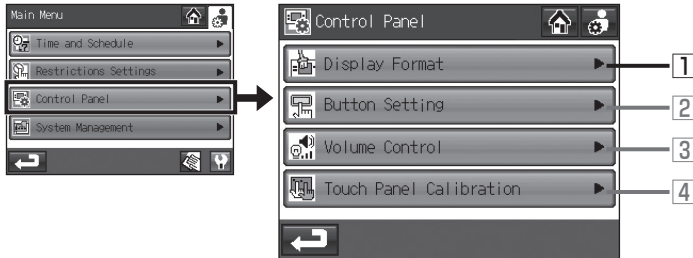 Main Menu
Time and Schedule
Restrictions Settings
Control Panel
System Management
Control Panel
Display Format
1
Button Setting
2
Volume Control
3
Touch Panel Calibration
4